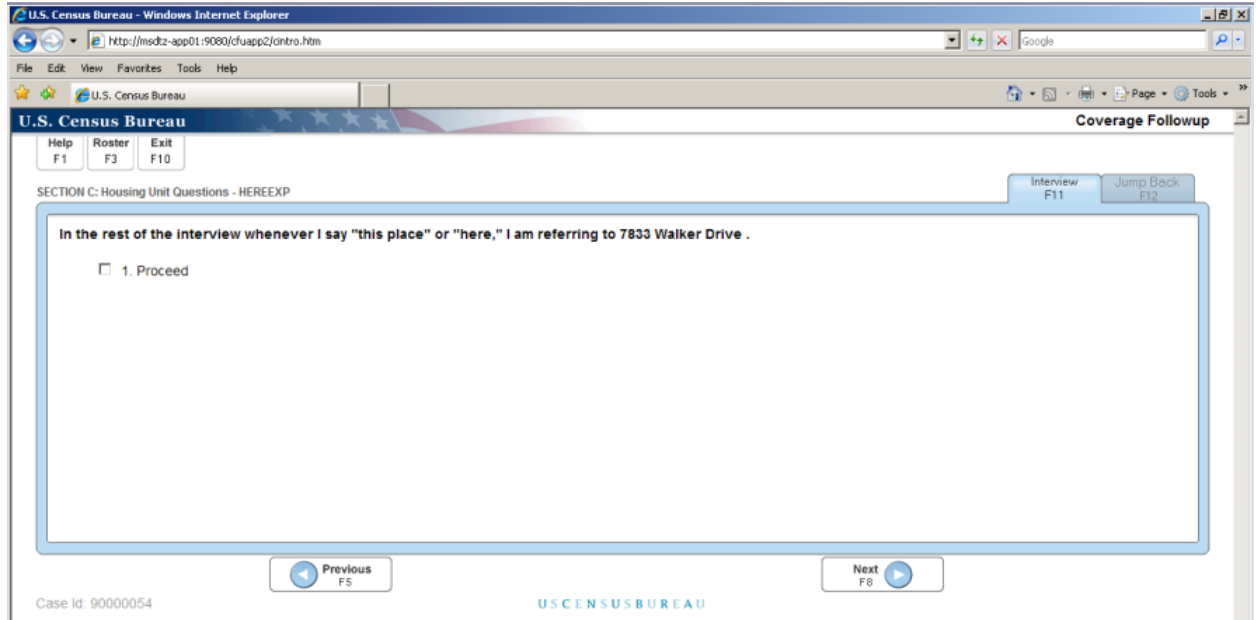 U.S. Census Bureau - Windows Internet Explorer
http://msdtz-app01:9080/cfuapp2/cintro.htm
Google
File Edit View Favorites Tools Help
U.S. Census Bureau
Page Tools
U.S. Census Bureau
Coverage Followup
Help Roster Exit
F1 F3 F10
SECTION C: Housing Unit Questions - HEREEXP
Interview Jump Back
F11 F12
In the rest of the interview whenever I say "this place" or "here," I am referring to 7833 Walker Drive .
1. Proceed
Previous Next
F5 F8
Case Id: 90000054
USCENSUSBUREAU